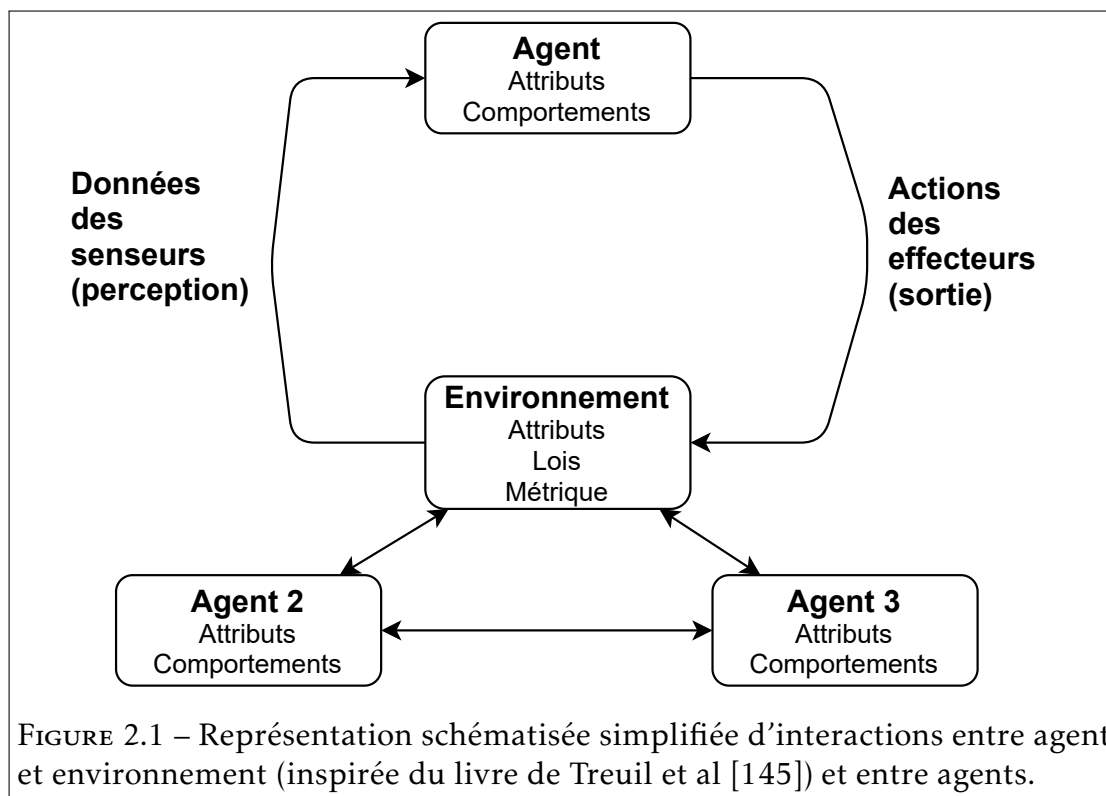 Agent
Attributs
Comportements
Données
des
senseurs
(perception)
Actions
des
effecteurs
(sortie)
Environnement
Attributs
Lois
Métrique
Agent 2
Attributs
Comportements
Agent 3
Attributs
Comportements
FIGURE 2.1 – Représentation schématisée simplifiée d'interactions entre agent
et environnement (inspirée du livre de Treuil et al [145]) et entre agents.